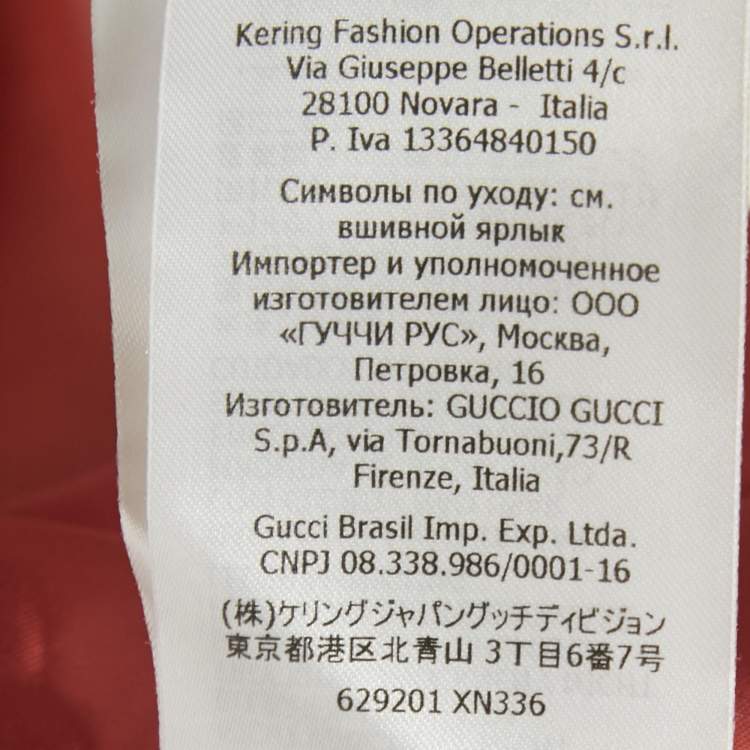 Kering Fashion Operations S.r.l.
Via Giuseppe Belletti 4/c
28100 Novara - Italia
P. Iva 13364840150
Символы по уходу: см.
вшивной ярлык
Импортер и уполномоченное
изготовителем лицо: ООО
«ГУЧЧИ РУС», Москва,
Петровка, 16
Изготовитель: GUCCIO GUCCI
S.p.A, via Tornabuoni,73/R
Firenze, Italia
Gucci Brasil Imp. Exp. Ltda.
CNPJ 08.338.986/0001-16
(株)ケリングジャパングッチディビジョン
東京都港区北青山 3丁目6番7号
629201 XN336